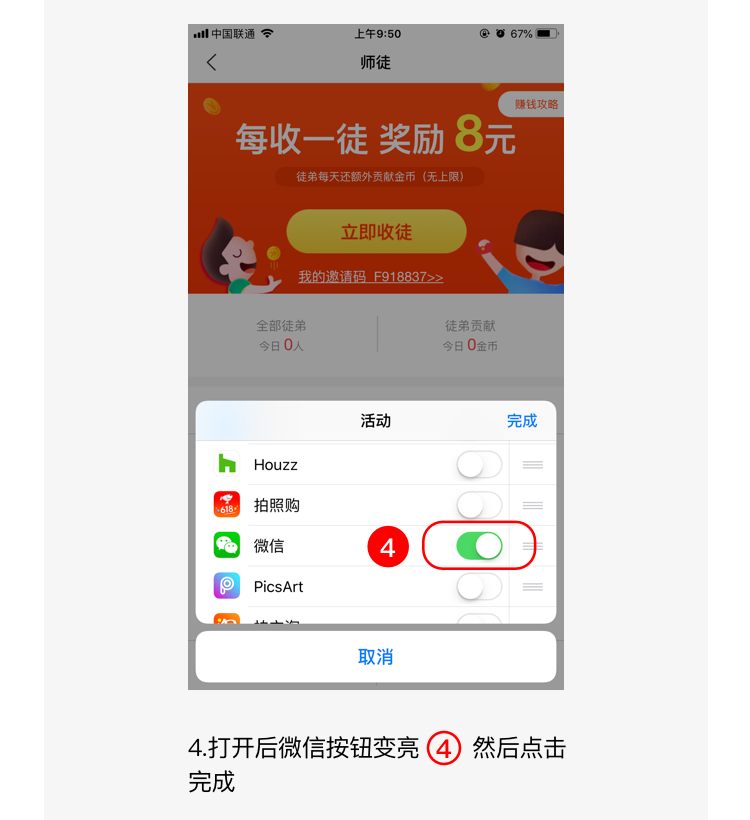 中国联通
上午9:50
67%
师徒
赚钱攻略
每收一徒 奖励 8元
徒弟每天还额外贡献金币（无上限）
立即收徒
我的邀请码 F918837>>
全部徒弟
徒弟贡献
今日0人
今日0金币
活动
完成
Houzz
618
拍照购
微信
4
PicsArt
取消
4.打开后微信按钮变亮 4 然后点击
完成